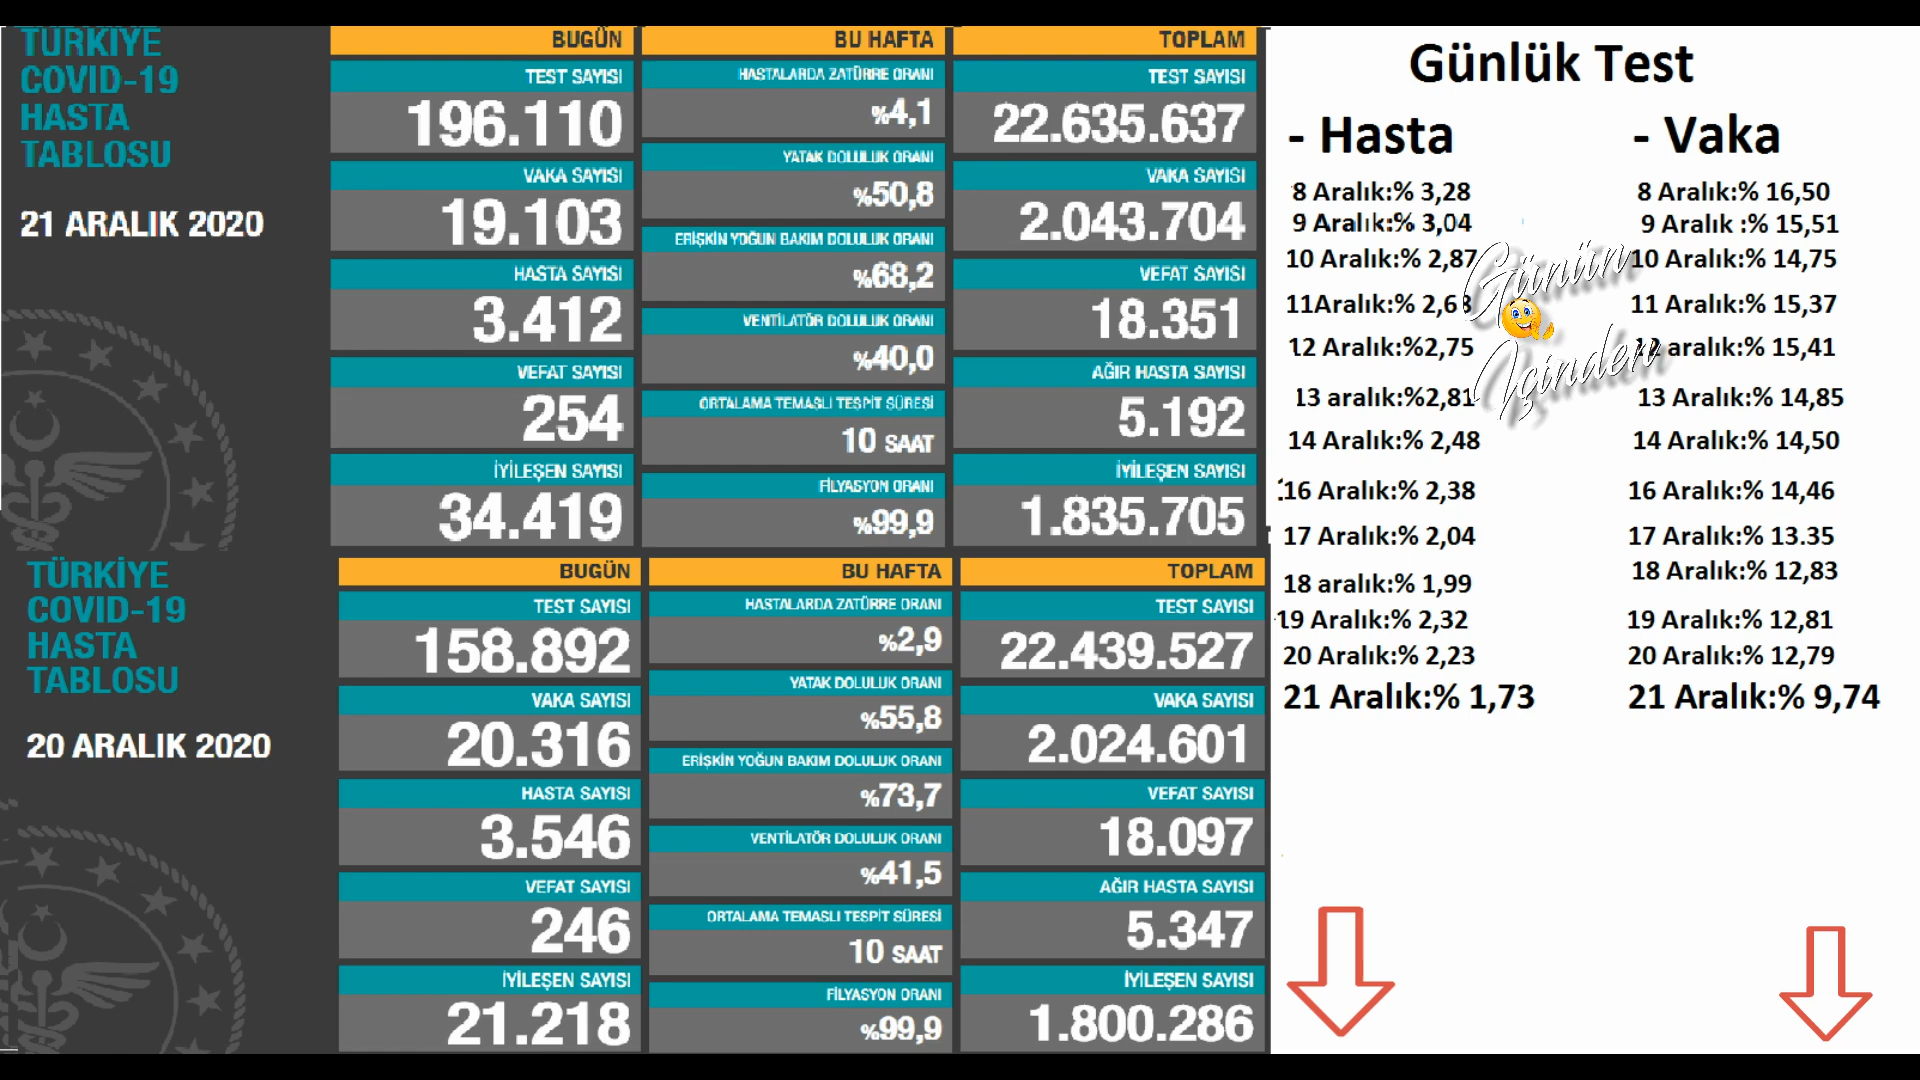 TÜRKİYE
COVID-19
HASTA
TABLOSU
21 ARALIK 2020
BUGÜN
TEST SAYISI
196.110
VAKA SAYISI
19.103
HASTA SAYISI
3.412
VEFAT SAYISI
254
İYİLEŞEN SAYISI
34.419
BU HAFTA
HASTALARDA ZATÜRRE ORANI
%4,1
YATAK DOLULUK ORANI
%50,8
ERİŞKİN YOĞUN BAKIM DOLULUK ORANI
%68,2
VENTİLATÖR DOLULUK ORANI
%40,0
ORTALAMA TEMASLI TESPİT SÜRESİ
10 SAAT
FİLYASYON ORANI
%99,9
TOPLAM
TEST SAYISI
22.635.637
VAKA SAYISI
2.043.704
VEFAT SAYISI
18.351
AĞIR HASTA SAYISI
5.192
İYİLEŞEN SAYISI
1.835.705
TÜRKİYE
COVID-19
HASTA
TABLOSU
20 ARALIK 2020
BUGÜN
TEST SAYISI
158.892
VAKA SAYISI
20.316
HASTA SAYISI
3.546
VEFAT SAYISI
246
İYİLEŞEN SAYISI
21.218
BU HAFTA
HASTALARDA ZATÜRRE ORANI
%2,9
YATAK DOLULUK ORANI
%55,8
ERİŞKİN YOĞUN BAKIM DOLULUK ORANI
%73,7
VENTİLATÖR DOLULUK ORANI
%41,5
ORTALAMA TEMASLI TESPİT SÜRESİ
10 SAAT
FİLYASYON ORANI
%99,9
TOPLAM
TEST SAYISI
22.439.527
VAKA SAYISI
2.024.601
VEFAT SAYISI
18.097
AĞIR HASTA SAYISI
5.347
İYİLEŞEN SAYISI
1.800.286
Günlük Test
- Hasta
8 Aralık:% 3,28
9 Aralık:% 3,04
10 Aralık:% 2,87
11Aralık:% 2,68
12 Aralık:%2,75
13 aralık:%2,81
14 Aralık:% 2,48
16 Aralık:% 2,38
17 Aralık:% 2,04
18 aralık:% 1,99
19 Aralık:% 2,32
20 Aralık:% 2,23
21 Aralık:% 1,73
- Vaka
8 Aralık:% 16,50
9 Aralık :% 15,51
10 Aralık:% 14,75
11 Aralık:% 15,37
12 aralık:% 15,41
13 Aralık:% 14,85
14 Aralık:% 14,50
16 Aralık:% 14,46
17 Aralık:% 13.35
18 Aralık:% 12,83
19 Aralık:% 12,81
20 Aralık:% 12,79
21 Aralık:% 9,74
Günün
içinden